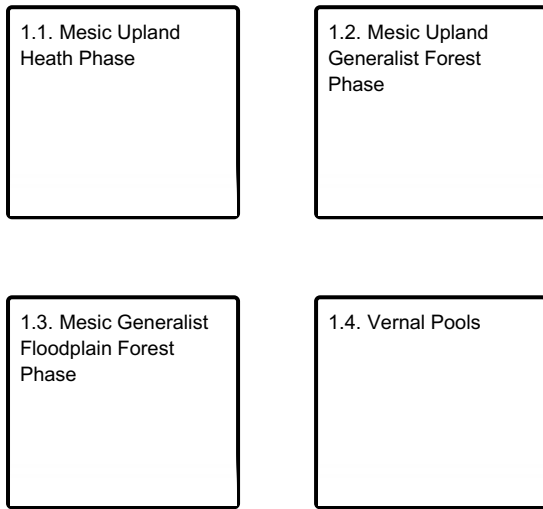 1.1. Mesic Upland
Heath Phase
1.2. Mesic Upland
Generalist Forest
Phase
1.3. Mesic Generalist
Floodplain Forest
Phase
1.4. Vernal Pools